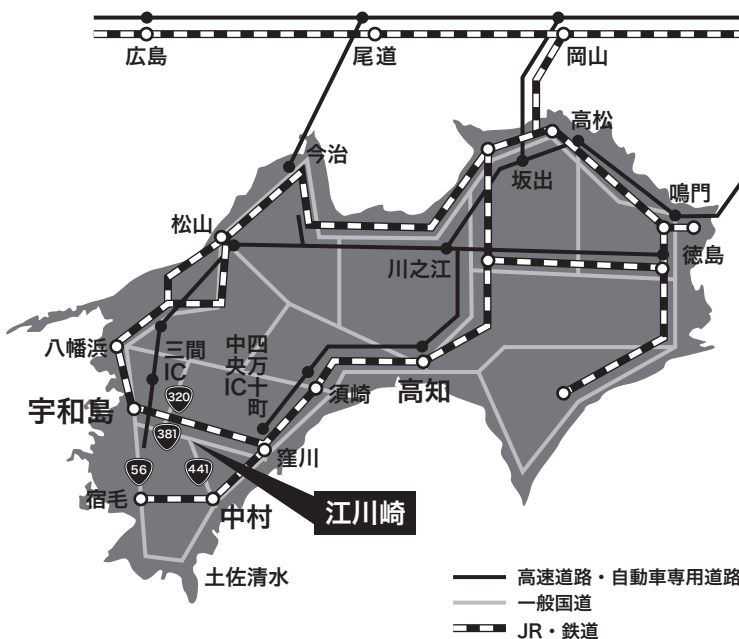 広島
尾道
岡山
高松
今治
坂出
鳴門
松山
徳島
川之江
八幡浜
三間
IC
四万十町
中央IC
320
須崎
高知
宇和島
381
窪川
56
441
宿毛
中村
江川崎
土佐清水
高速道路・自動車専用道路
一般国道
JR・鉄道